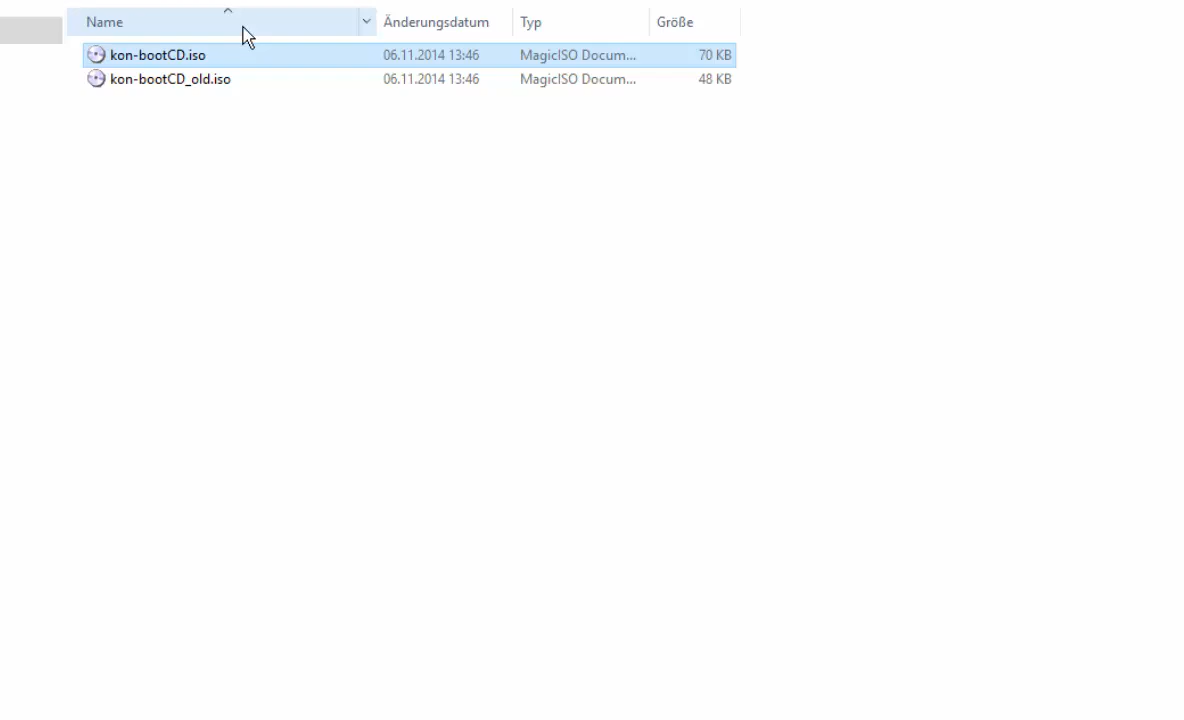 Name Änderungsdatum Typ Größe
kon-bootCD.iso 06.11.2014 13:46 MagicISO Docum... 70 KB
kon-bootCD_old.iso 06.11.2014 13:46 MagicISO Docum... 48 KB